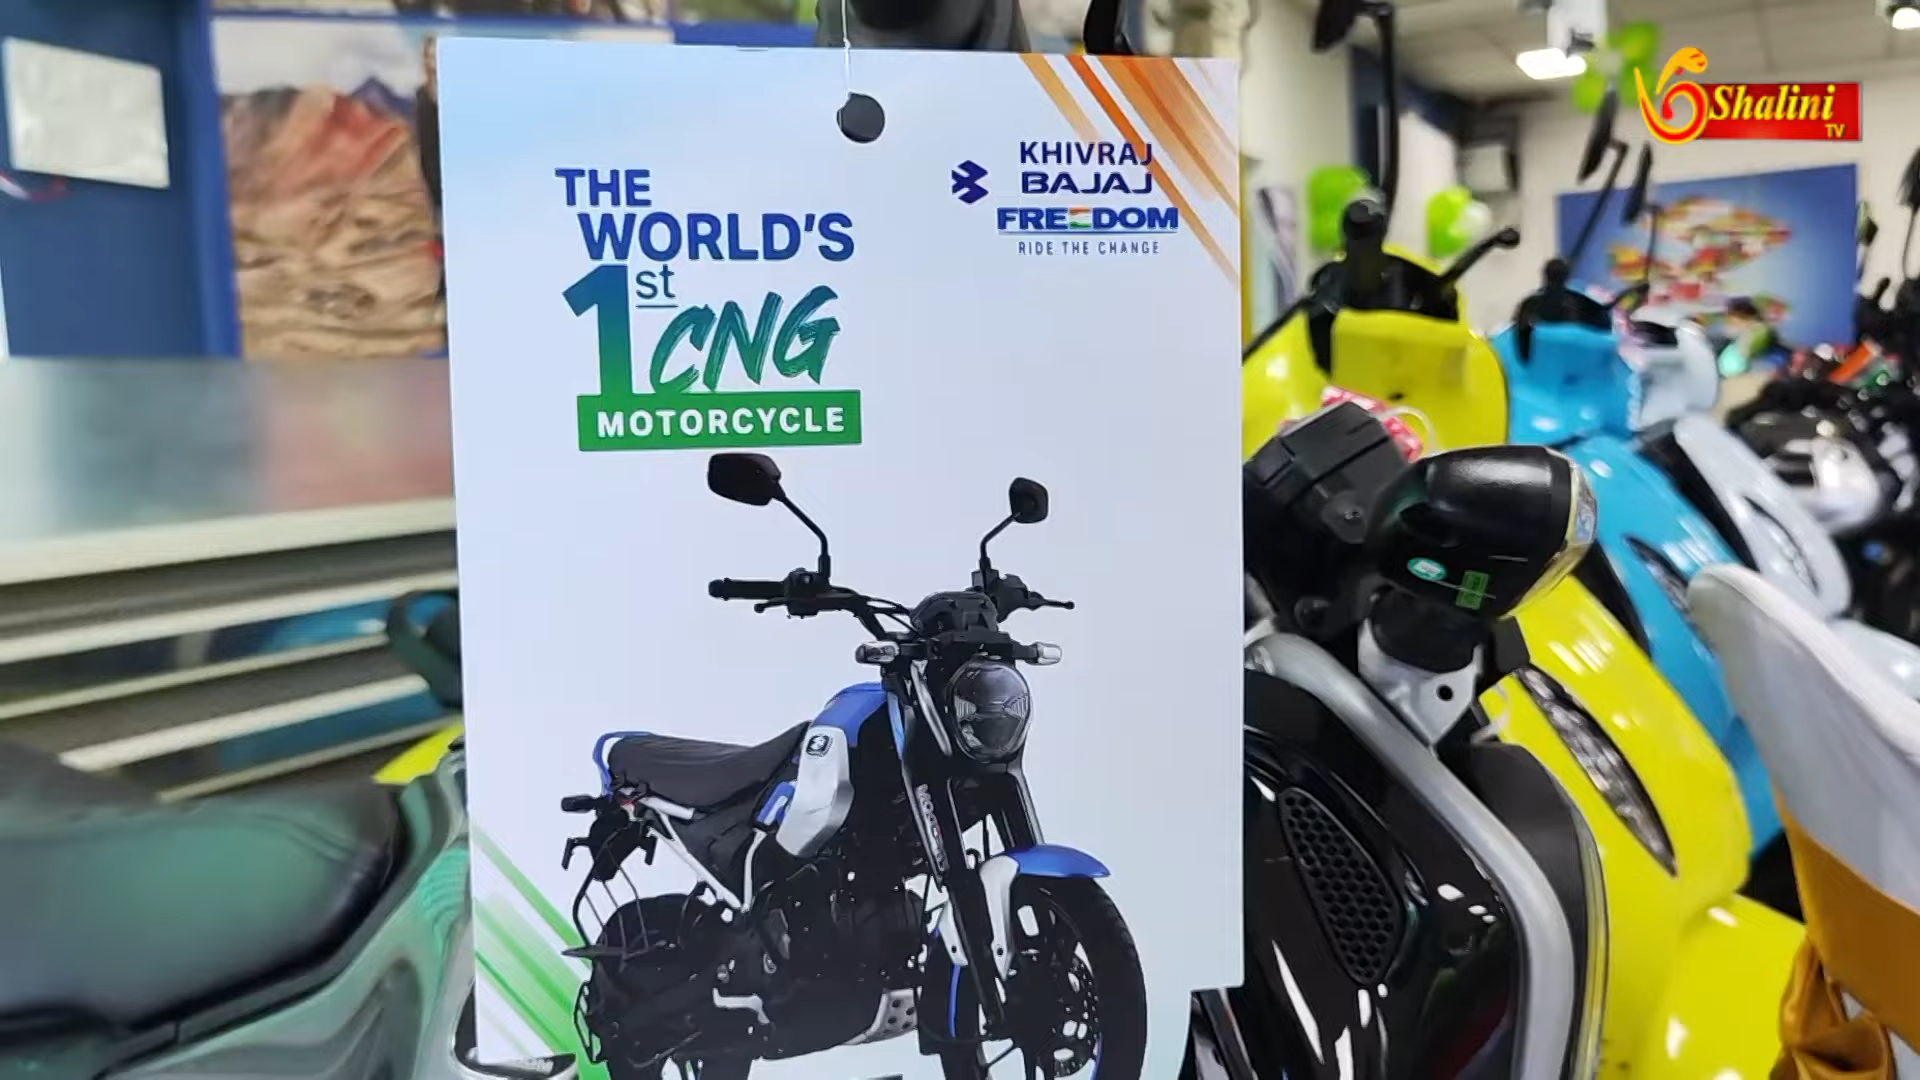 THE
WORLD'S
1st
CNG
MOTORCYCLE
KHIVRAJ
BAJAJ
FREEDOM
RIDE THE CHANGE
Shalini
TV